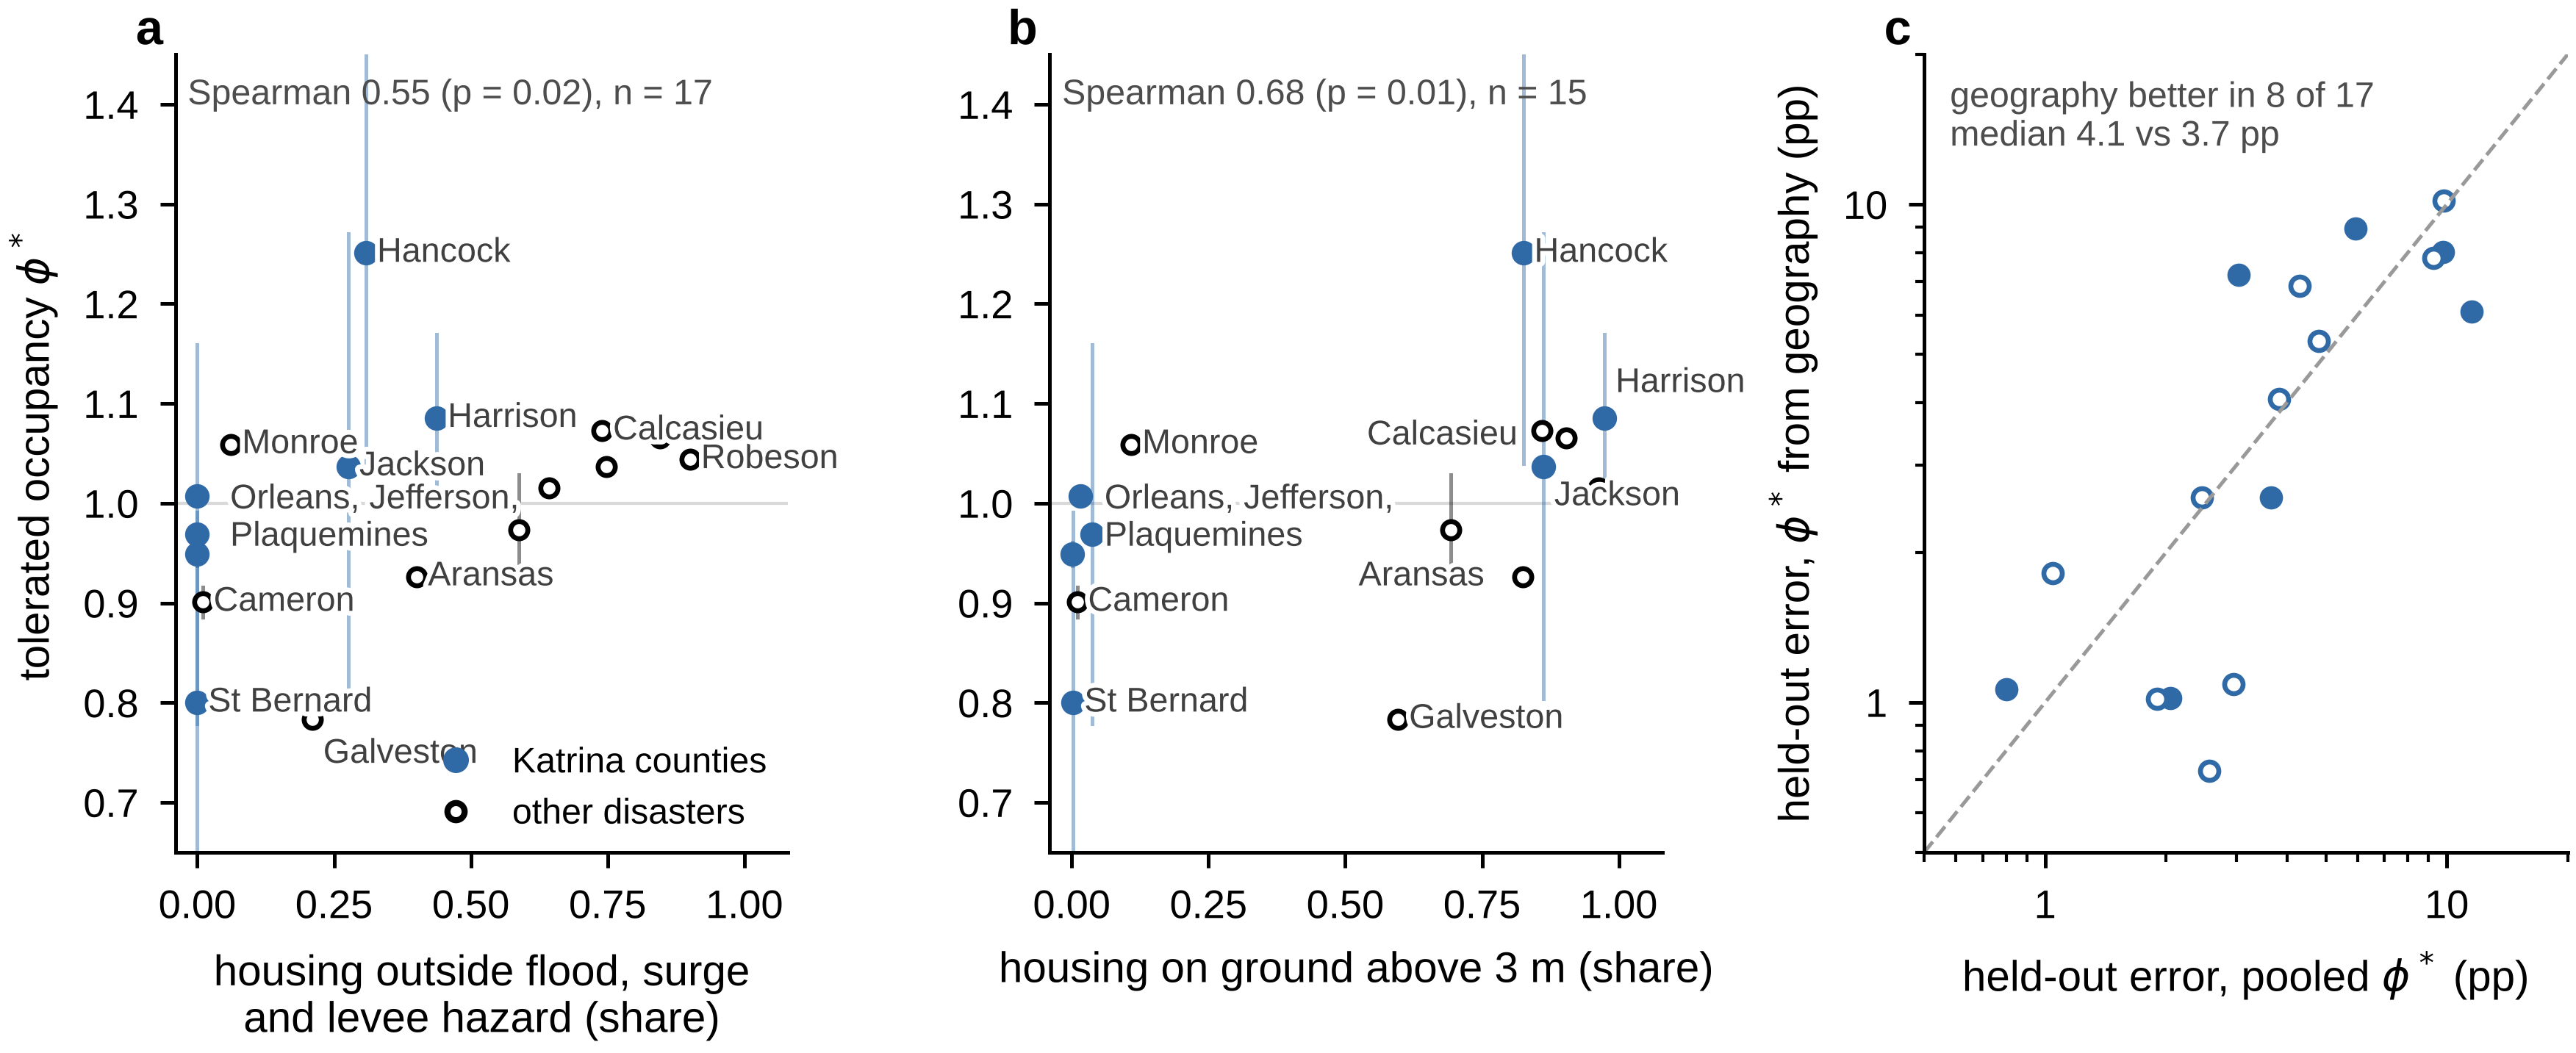 a
Spearman 0.55 (p = 0.02), n = 17
tolerated occupancy ϕ*
1.4
1.3
1.2
1.1
1.0
0.9
0.8
0.7
Hancock
Harrison
Calcasieu
Monroe
Jackson
Robeson
Orleans, Jefferson,
Plaquemines
Aransas
Cameron
St Bernard
Galveston
Katrina counties
other disasters
0.00 0.25 0.50 0.75 1.00
housing outside flood, surge
and levee hazard (share)
b
Spearman 0.68 (p = 0.01), n = 15
1.4
1.3
1.2
1.1
1.0
0.9
0.8
0.7
Hancock
Harrison
Calcasieu
Monroe
Jackson
Orleans, Jefferson,
Plaquemines
Aransas
Cameron
St Bernard
Galveston
0.00 0.25 0.50 0.75 1.00
housing on ground above 3 m (share)
c
geography better in 8 of 17
median 4.1 vs 3.7 pp
held-out error, ϕ* from geography (pp)
10
1
1 10
held-out error, pooled ϕ* (pp)